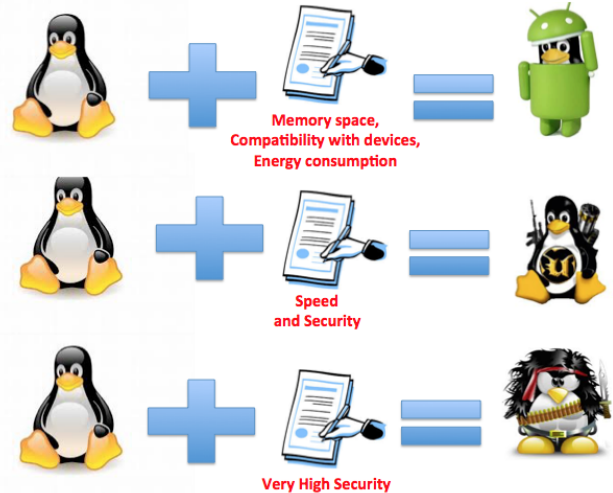 Memory space,
Compatibility with devices,
Energy consumption
Speed
and Security
Very High Security